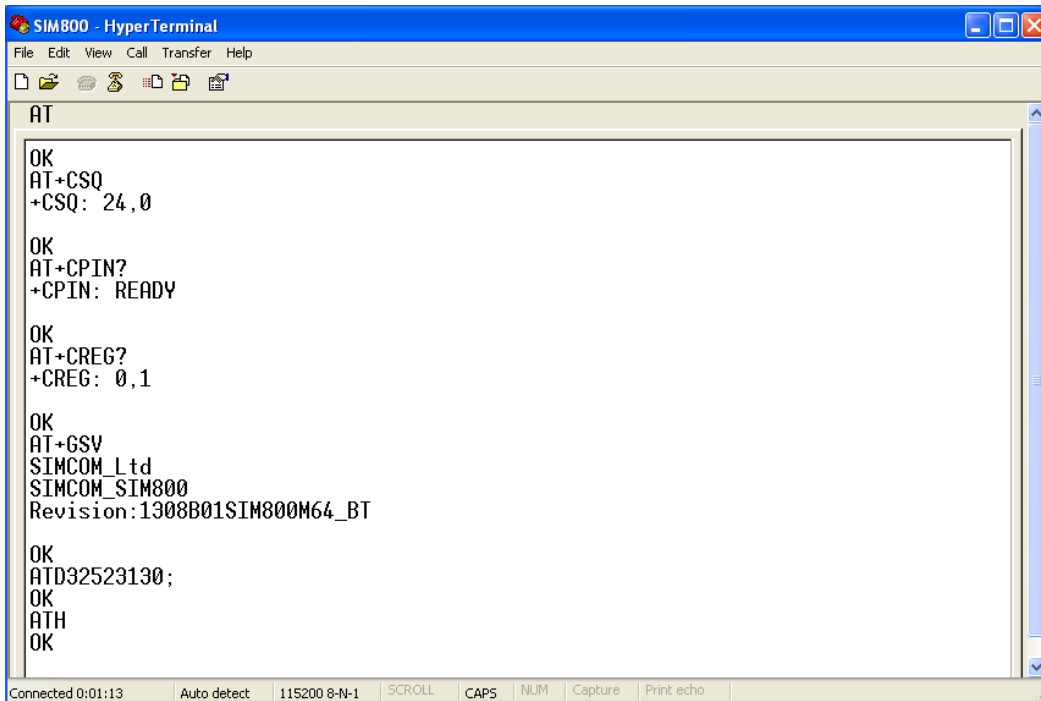 SIM800 - HyperTerminal
File Edit View Call Transfer Help
AT
OK
AT+CSQ
+CSQ: 24,0
OK
AT+CPIN?
+CPIN: READY
OK
AT+CREG?
+CREG: 0,1
OK
AT+GSV
SIMCOM_Ltd
SIMCOM_SIM800
Revision:1308B01SIM800M64_BT
OK
ATD32523130;
OK
ATH
OK
Connected 0:01:13 Auto detect 115200 8-N-1 SCROLL CAPS NUM Capture Print echo